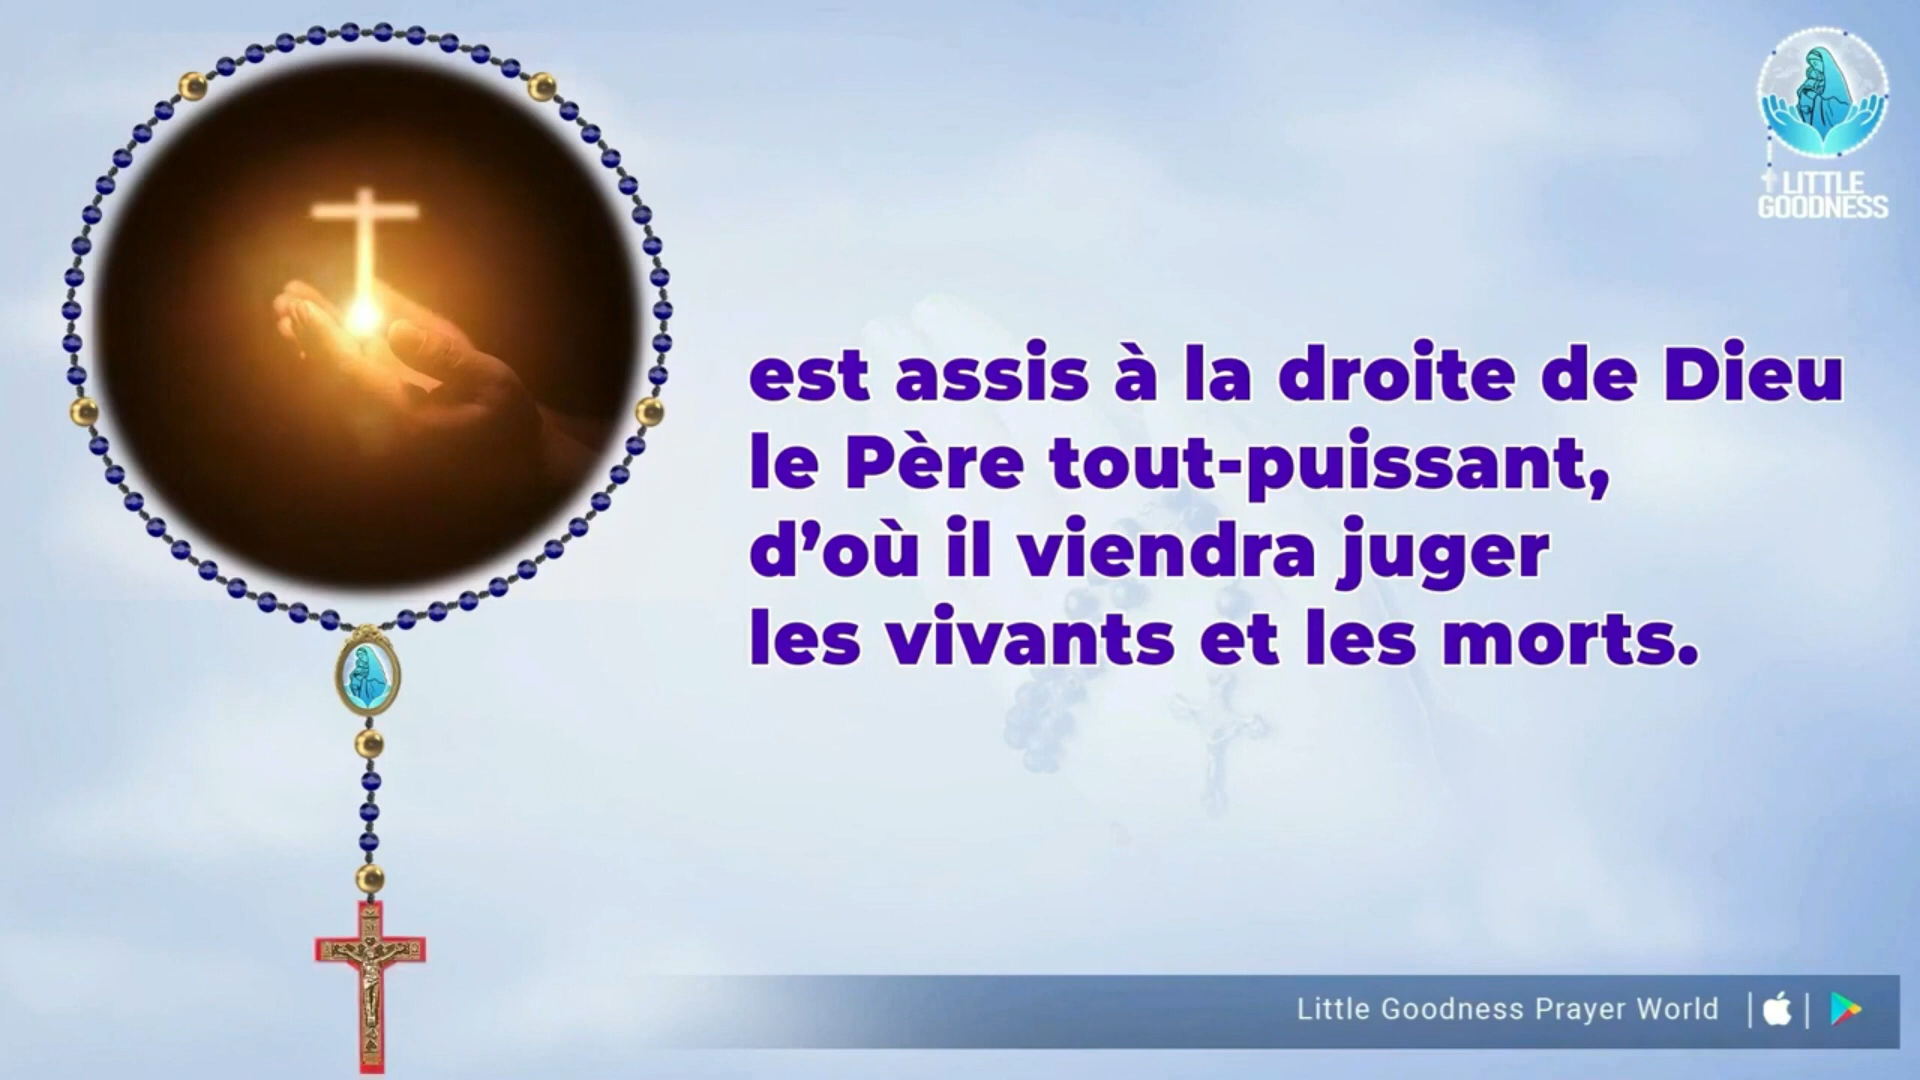 LITTLE
GOODNESS
est assis à la droite de Dieu
le Père tout-puissant,
d’où il viendra juger
les vivants et les morts.
Little Goodness Prayer World